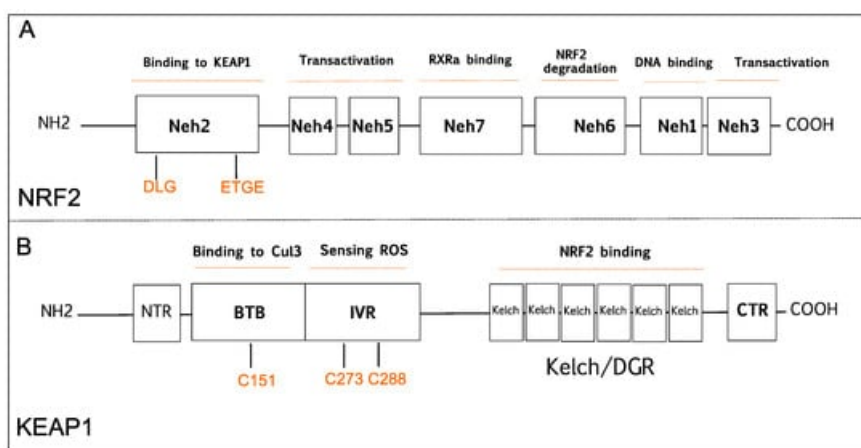 A
Binding to KEAP1
Transactivation
RXRa binding
NRF2
degradation
DNA binding
Transactivation
NH2
Neh2
Neh4
Neh5
Neh7
Neh6
Neh1
Neh3
COOH
DLG
ETGE
NRF2
B
Binding to Cul3
Sensing ROS
NRF2 binding
NH2
NTR
BTB
IVR
Kelch
Kelch
Kelch
Kelch
Kelch
Kelch
CTR
COOH
C151
C273
C288
Kelch/DGR
KEAP1